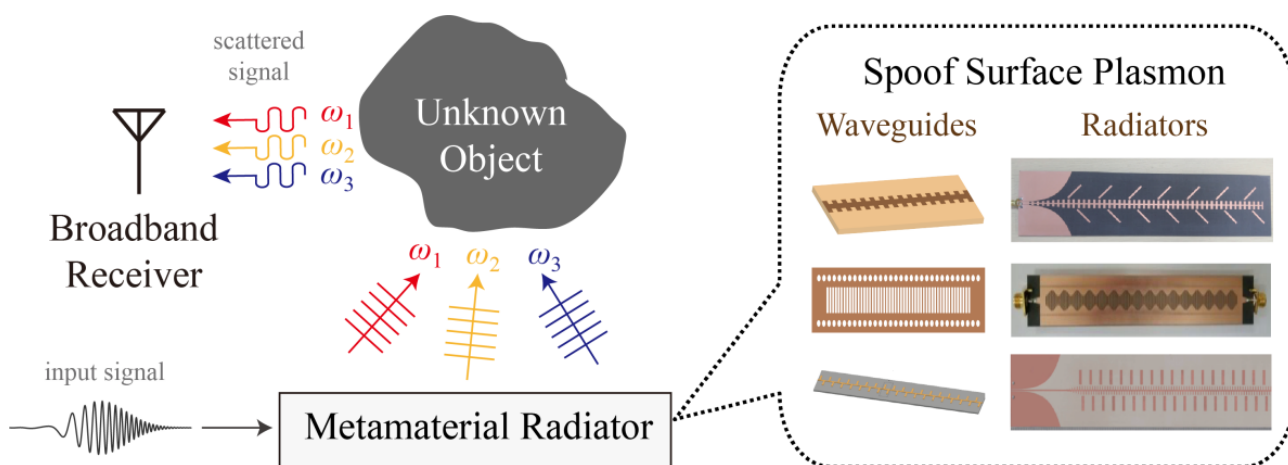 scattered
signal
ω1
ω2
ω3
Unknown
Object
Broadband
Receiver
ω1 ω2 ω3
input signal
Metamaterial Radiator
Spoof Surface Plasmon
Waveguides Radiators